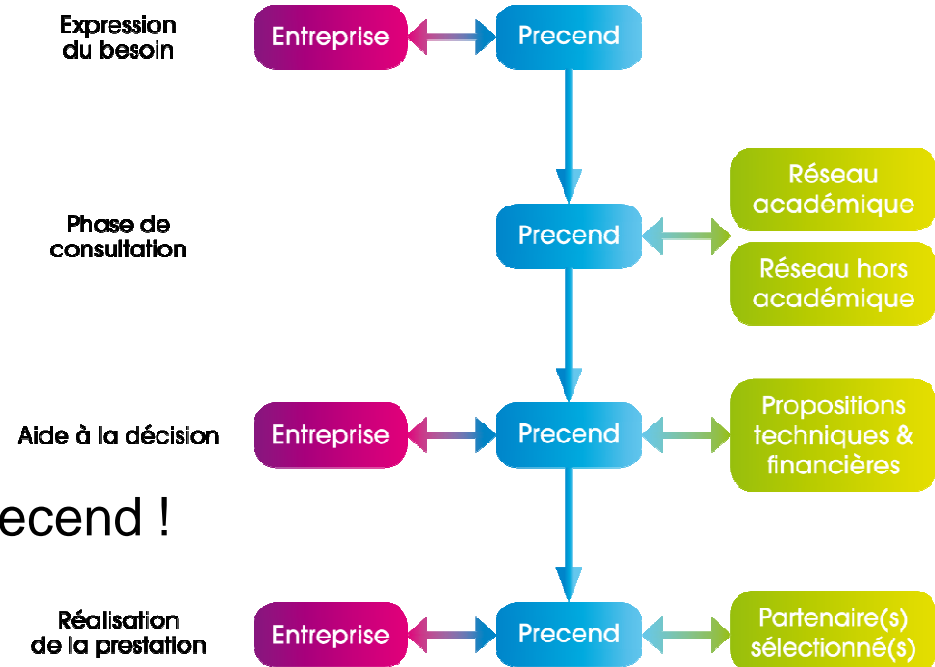 Expression
du besoin
Entreprise
Precend
Phase de
consultation
Precend
Réseau
académique
Réseau hors
académique
Aide à la décision
Entreprise
Precend
Propositions
techniques &
financières
ecend !
Réalisation
de la prestation
Entreprise
Precend
Partenaire(s)
sélectionné(s)